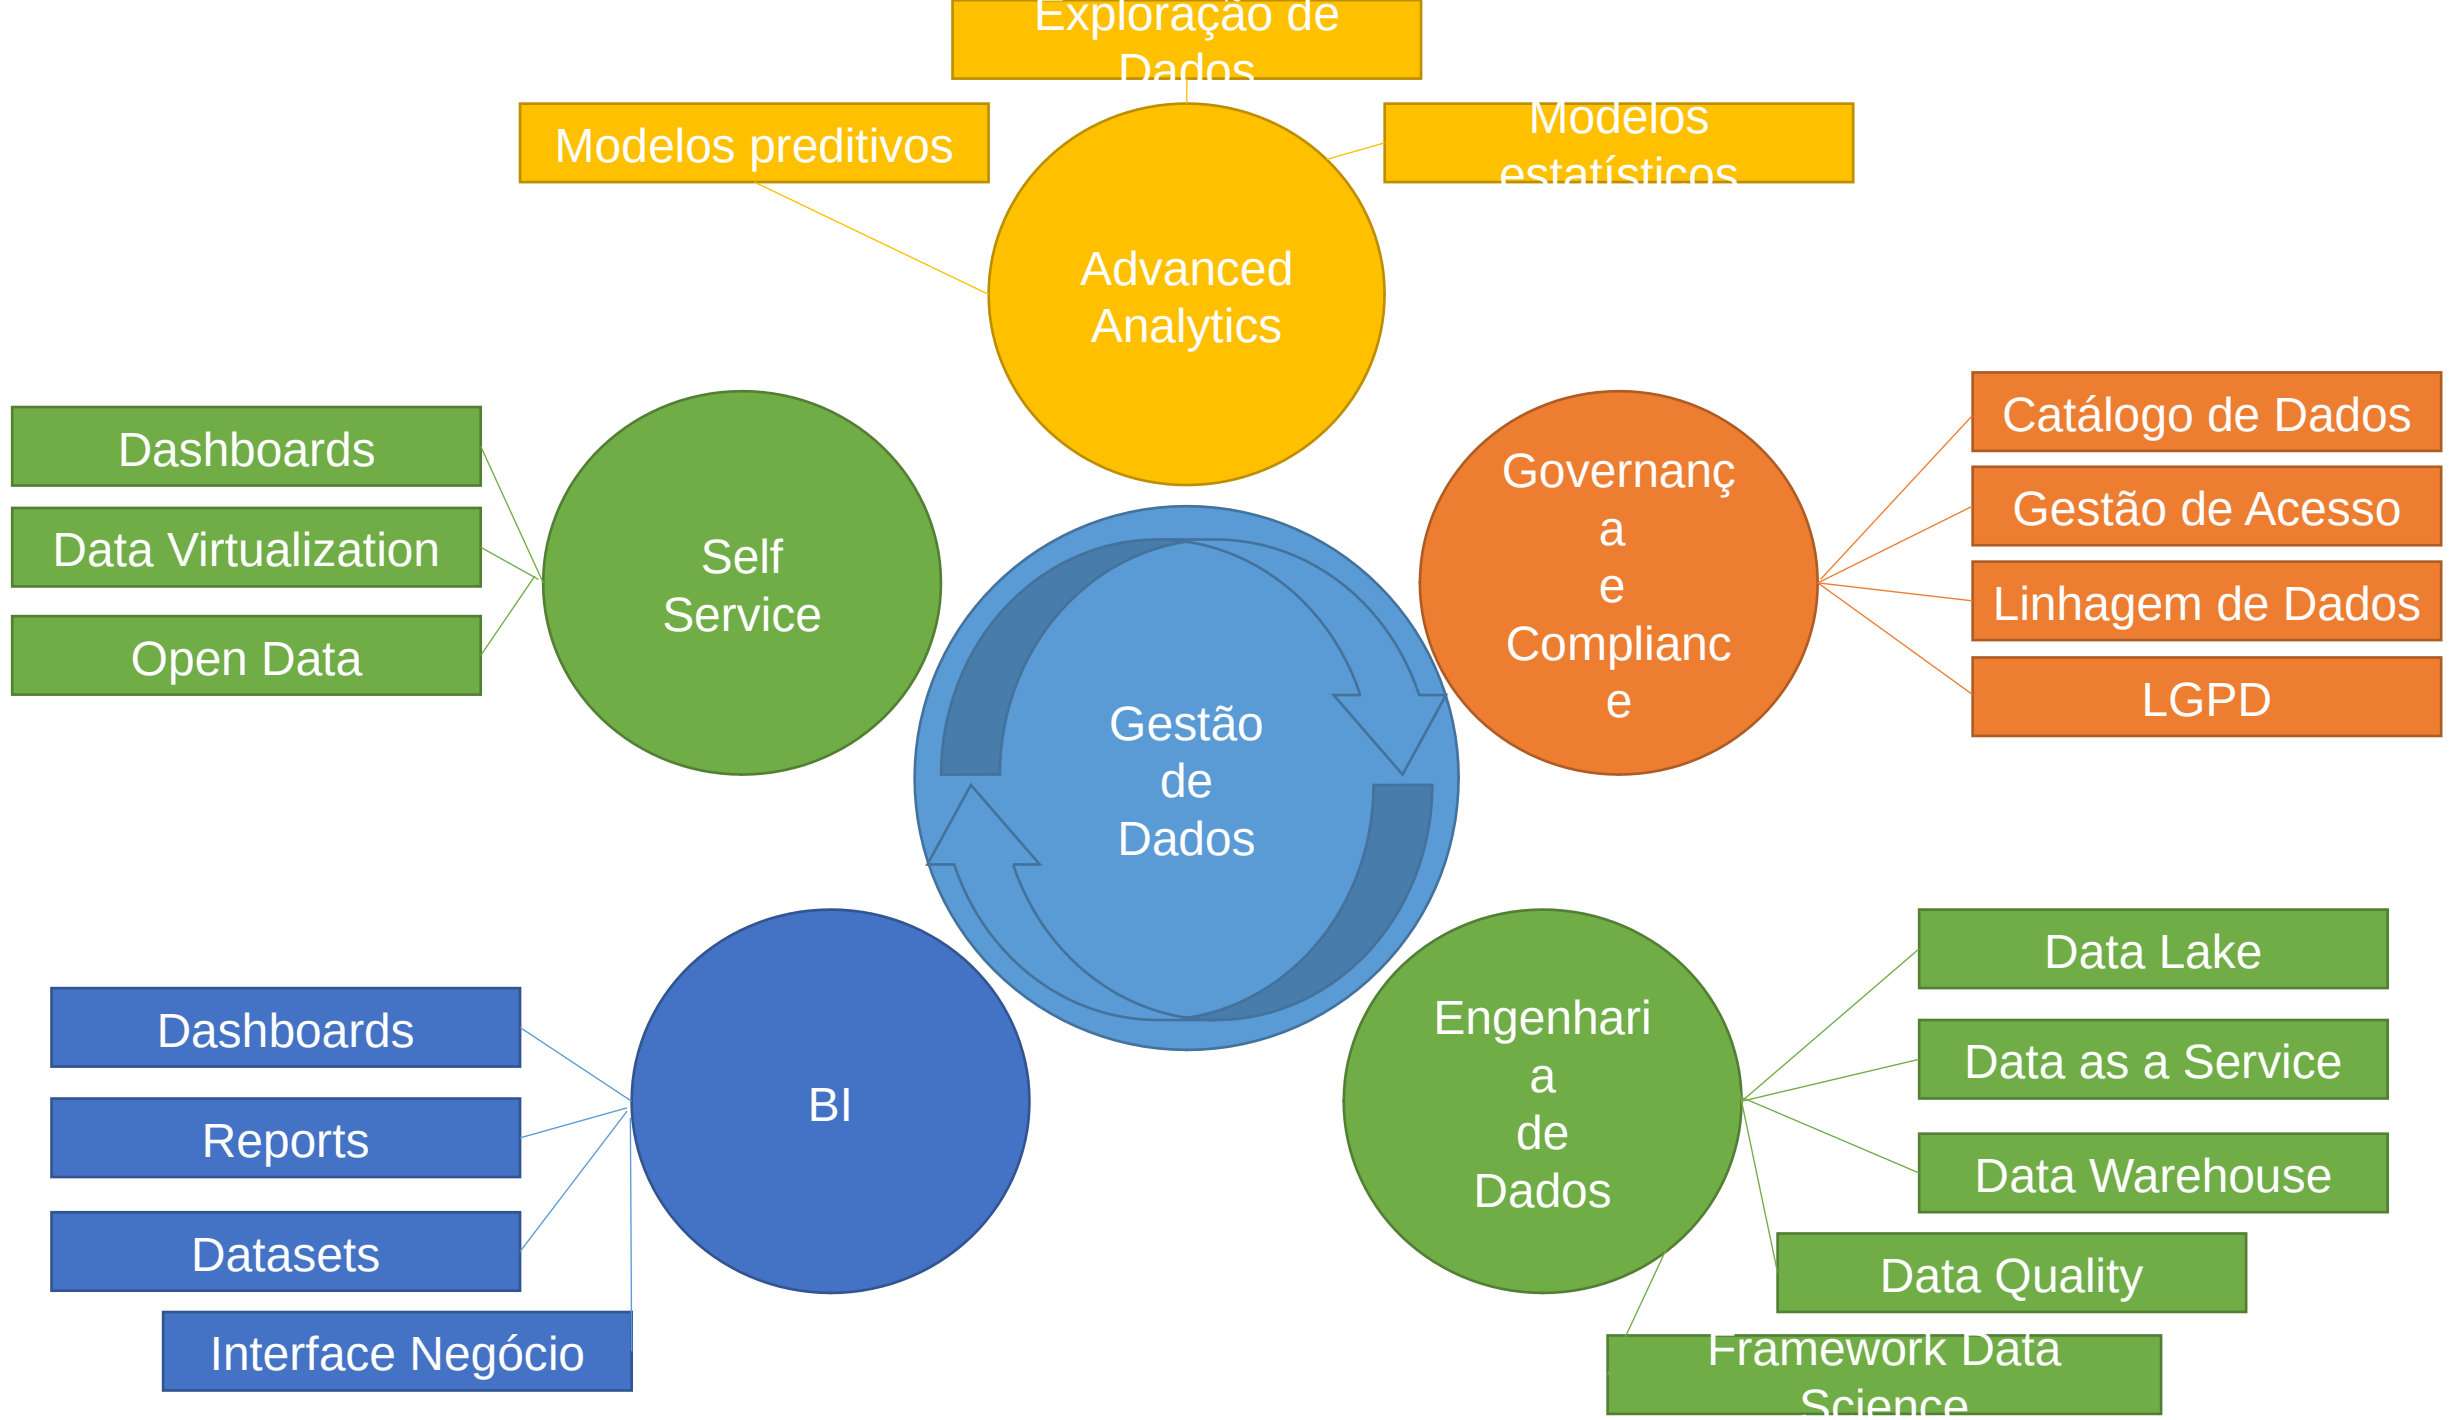 Exploração de
Dados
Modelos preditivos
Modelos
estatísticos
Advanced
Analytics
Dashboards
Data Virtualization
Open Data
Self
Service
Governanç
a
e
Complianc
e
Catálogo de Dados
Gestão de Acesso
Linhagem de Dados
LGPD
Gestão
de
Dados
Dashboards
Reports
Datasets
Interface Negócio
BI
Engenhari
a
de
Dados
Data Lake
Data as a Service
Data Warehouse
Data Quality
Framework Data
Science